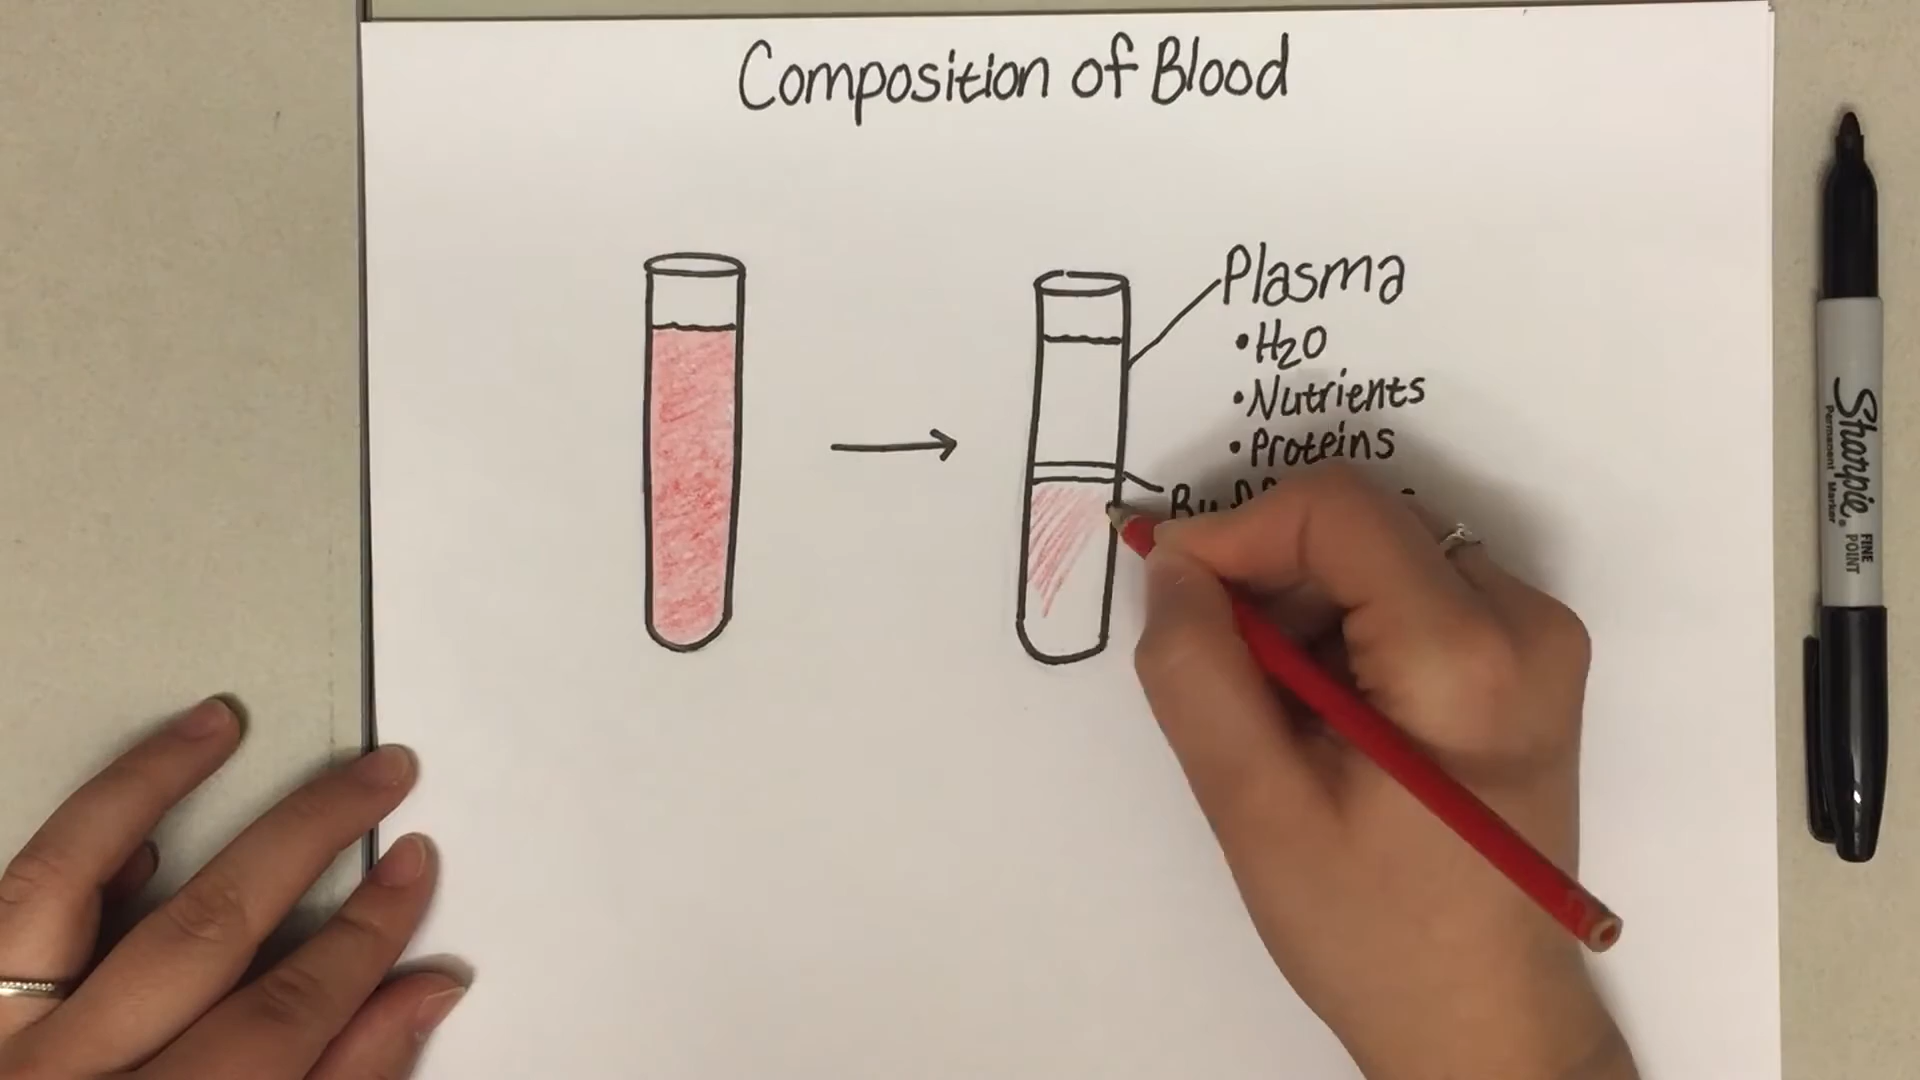 Composition of Blood
Plasma
•H2O
•Nutrients
•Proteins
Sharpie®
Permanent Marker
FINE
POINT